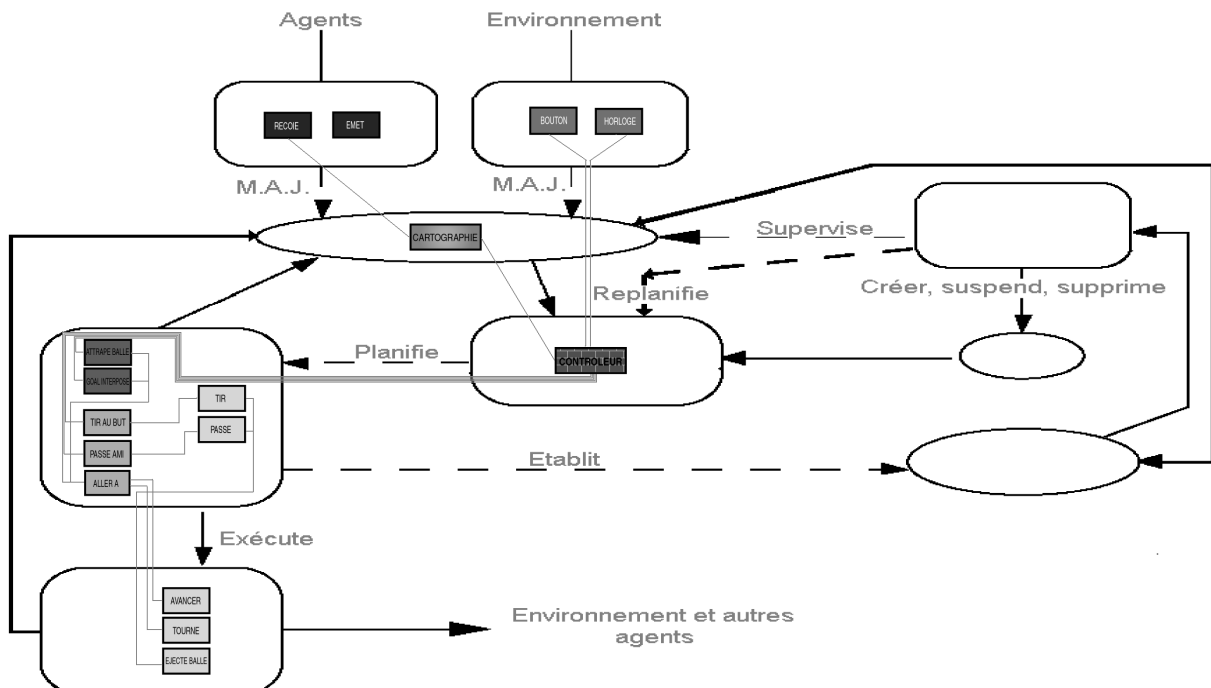 Agents
Environnement
RECOIE
EMET
BOUTON
HORLOGE
M.A.J.
M.A.J.
CARTOGRAPHIE
Supervise
Replanifie
Créer, suspend, supprime
Planifie
CONTROLEUR
ATTHRAPE BALLE
GOAL INTERPOSE
TIR
TIR AU BUT
PASSE
PASSE AMI
ALLER A
Etablit
Exécute
AVANCER
TOURNE
EJECTE BALLE
Environnement et autres
agents